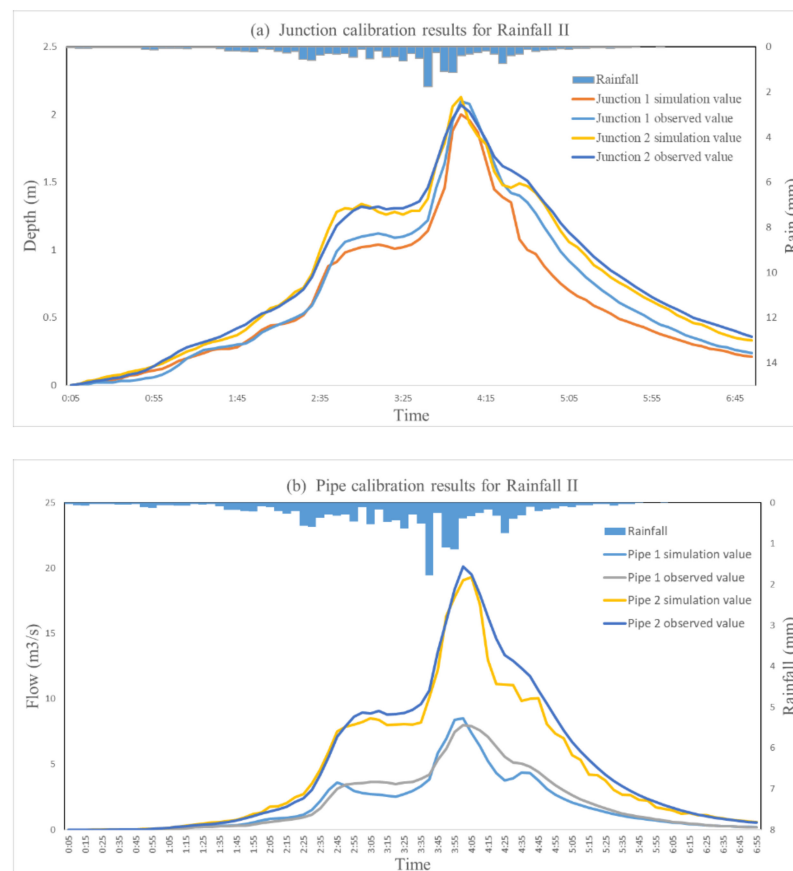 (a) Junction calibration results for Rainfall II
2.5
2
1.5
1
0.5
0
Depth (m)
0
2
4
6
8
10
12
14
Rain (mm)
Rainfall
Junction 1 simulation value
Junction 1 observed value
Junction 2 simulation value
Junction 2 observed value
0:05 0:55 1:45 2:35 3:25 4:15 5:05 5:55 6:45
Time
(b) Pipe calibration results for Rainfall II
25
20
15
10
5
0
Flow (m3/s)
0
1
2
3
4
5
6
7
8
Rainfall (mm)
Rainfall
Pipe 1 simulation value
Pipe 1 observed value
Pipe 2 simulation value
Pipe 2 observed value
0:05 0:15 0:25 0:35 0:45 0:55 1:05 1:15 1:25 1:35 1:45 1:55 2:05 2:15 2:25 2:35 2:45 2:55 3:05 3:15 3:25 3:35 3:45 3:55 4:05 4:15 4:25 4:35 4:45 4:55 5:05 5:15 5:25 5:35 5:45 5:55 6:05 6:15 6:25 6:35 6:45 6:55
Time